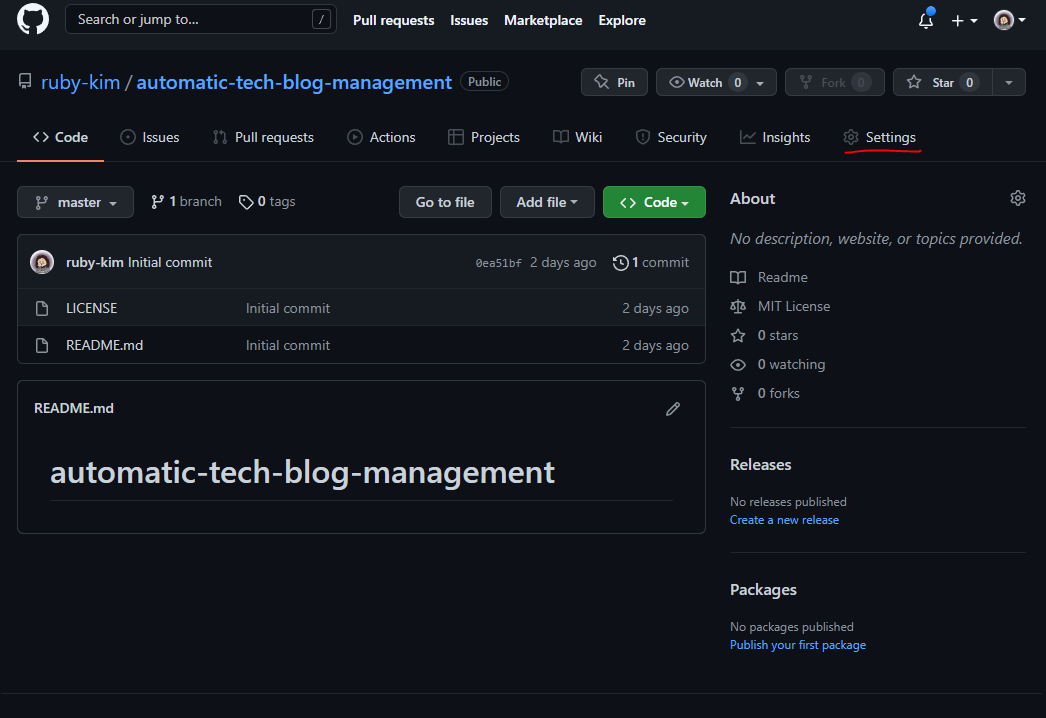 Search or jump to... /
Pull requests Issues Marketplace Explore
ruby-kim / automatic-tech-blog-management Public
Pin Watch 0 Fork 0 Star 0
Code Issues Pull requests Actions Projects Wiki Security Insights Settings
master 1 branch 0 tags Go to file Add file Code
ruby-kim Initial commit 0ea51bf 2 days ago 1 commit
LICENSE Initial commit 2 days ago
README.md Initial commit 2 days ago
README.md
automatic-tech-blog-management
About
No description, website, or topics provided.
Readme
MIT License
0 stars
0 watching
0 forks
Releases
No releases published
Create a new release
Packages
No packages published
Publish your first package